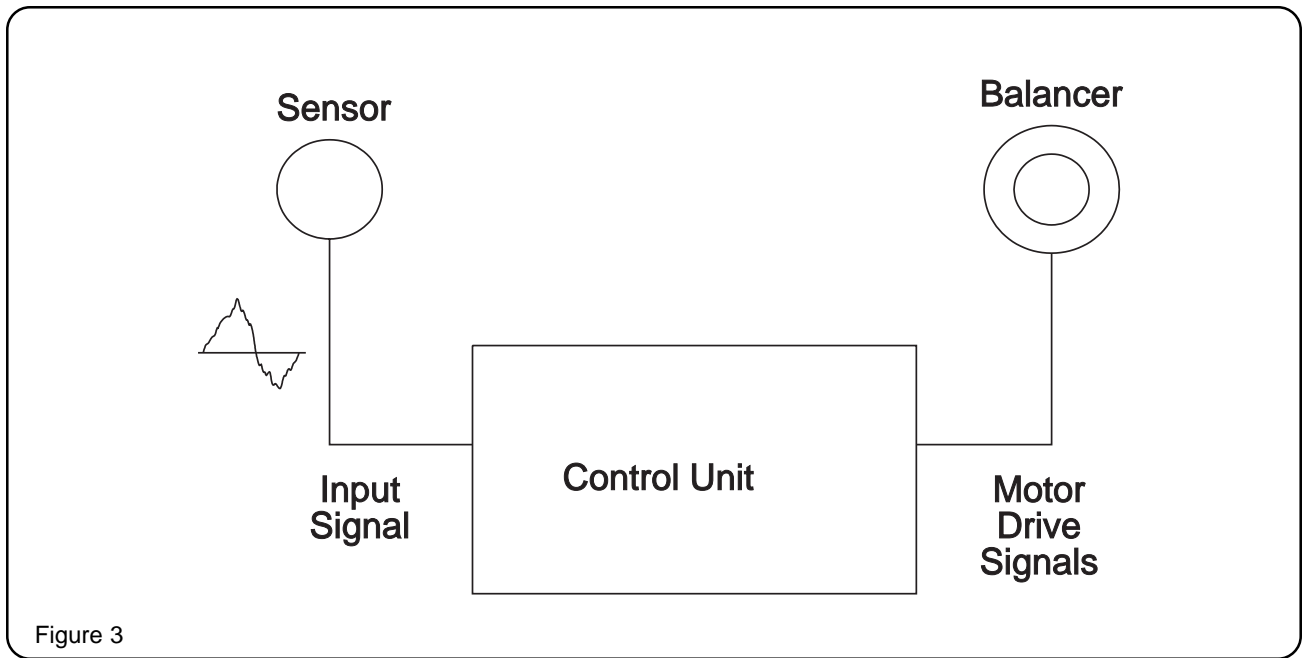 Sensor
Balancer
Input
Signal
Control Unit
Motor
Drive
Signals
Figure 3